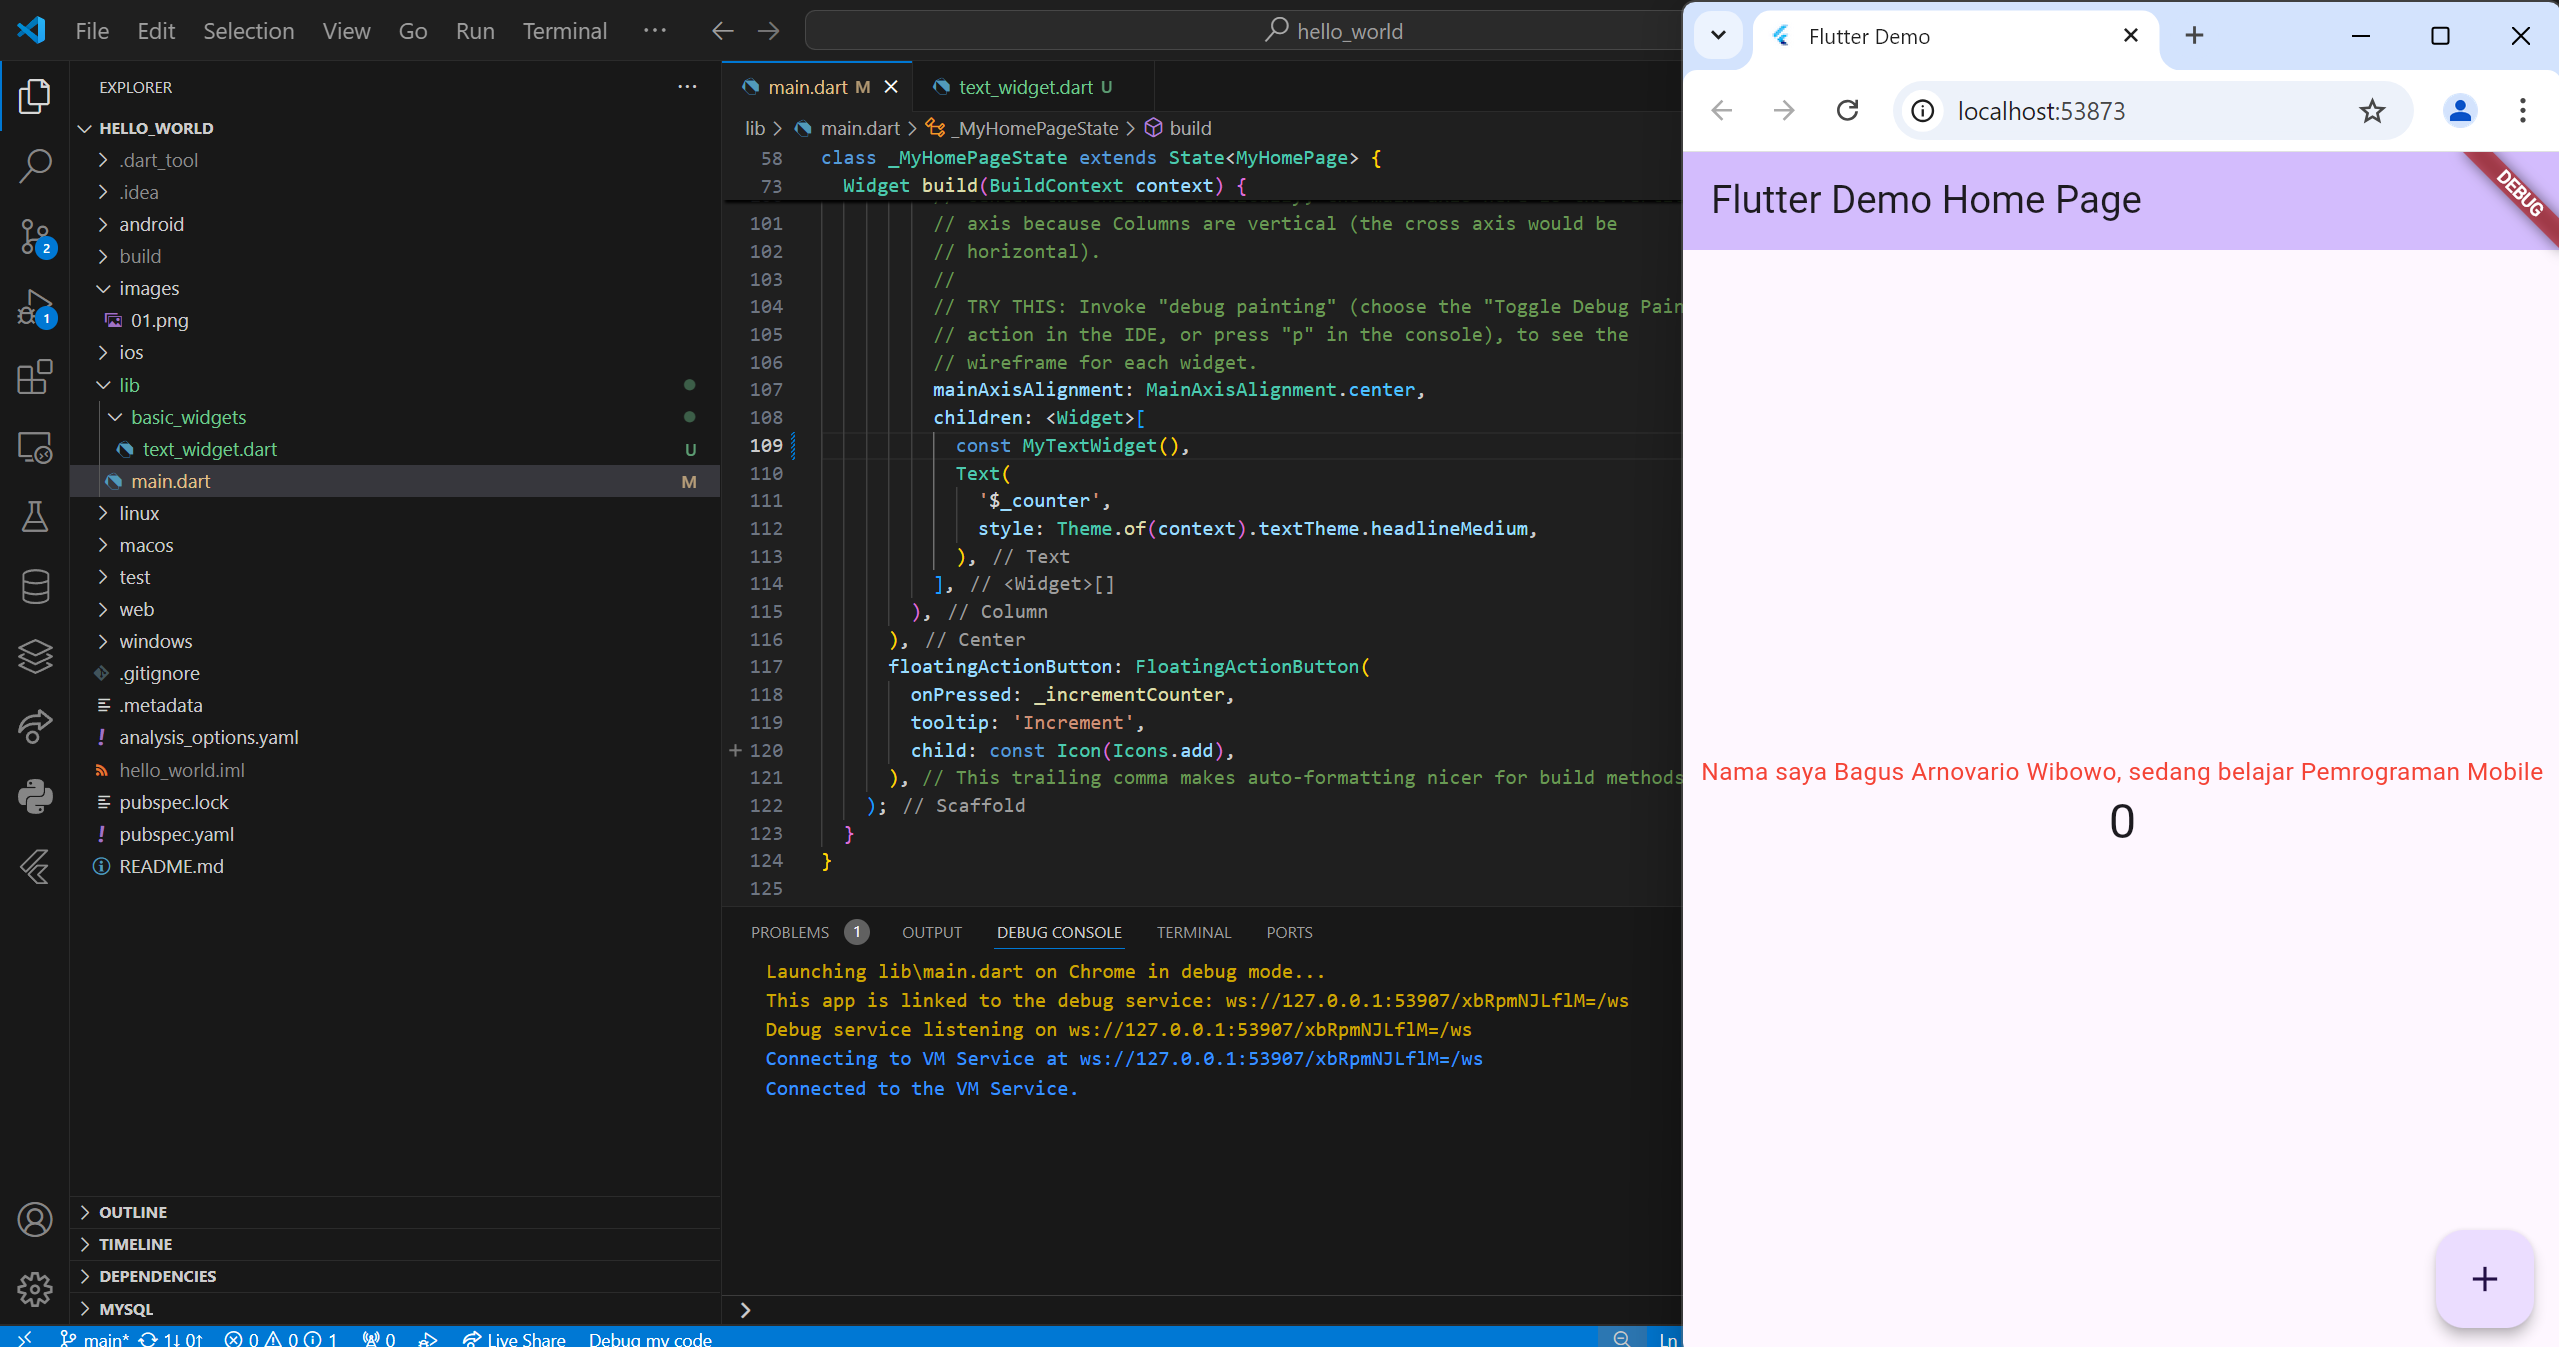 File Edit Selection View Go Run Terminal ··· hello_world
EXPLORER
HELLO_WORLD
.dart_tool
.idea
android
build
images
01.png
ios
lib
basic_widgets
text_widget.dart U
main.dart M
linux
macos
test
web
windows
.gitignore
.metadata
analysis_options.yaml
hello_world.iml
pubspec.lock
pubspec.yaml
README.md
OUTLINE
TIMELINE
DEPENDENCIES
MYSQL
2
1
main.dart M text_widget.dart U
lib > main.dart > _MyHomePageState > build
58 class _MyHomePageState extends State<MyHomePage> {
73 Widget build(BuildContext context) {
101 // axis because Columns are vertical (the cross axis would be
102 // horizontal).
103 //
104 // TRY THIS: Invoke "debug painting" (choose the "Toggle Debug Pain
105 // action in the IDE, or press "p" in the console), to see the
106 // wireframe for each widget.
107 mainAxisAlignment: MainAxisAlignment.center,
108 children: <Widget>[
109 const MyTextWidget(),
110 Text(
111 '$_counter',
112 style: Theme.of(context).textTheme.headlineMedium,
113 ), // Text
114 ], // <Widget>[]
115 ), // Column
116 ), // Center
117 floatingActionButton: FloatingActionButton(
118 onPressed: _incrementCounter,
119 tooltip: 'Increment',
120 child: const Icon(Icons.add),
121 ), // This trailing comma makes auto-formatting nicer for build methods
122 ); // Scaffold
123 }
124 }
125
PROBLEMS 1 OUTPUT DEBUG CONSOLE TERMINAL PORTS
Launching lib\main.dart on Chrome in debug mode...
This app is linked to the debug service: ws://127.0.0.1:53907/xbRpmNJLflM=/ws
Debug service listening on ws://127.0.0.1:53907/xbRpmNJLflM=/ws
Connecting to VM Service at ws://127.0.0.1:53907/xbRpmNJLflM=/ws
Connected to the VM Service.
main* 1↓ 0↑ 0 0 1 0 Live Share Debug my code Ln
Flutter Demo
localhost:53873
Flutter Demo Home Page
DEBUG
Nama saya Bagus Arnovario Wibowo, sedang belajar Pemrograman Mobile
0